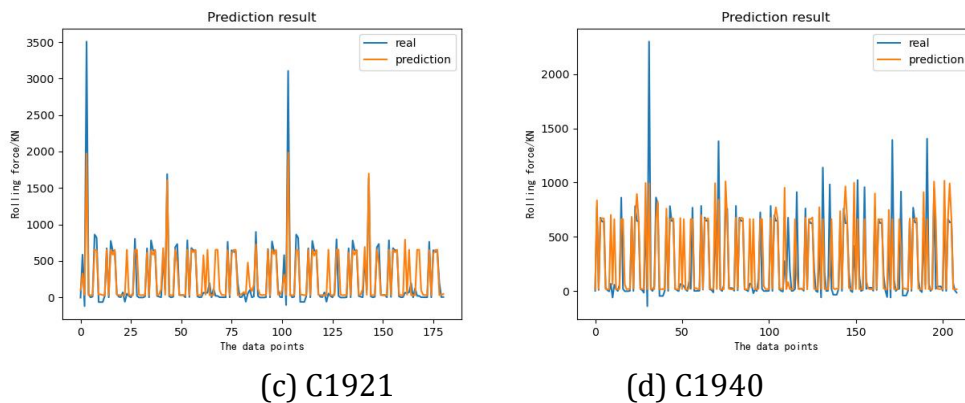 Prediction result
real
prediction
Rolling force/KN
3500
3000
2500
2000
1500
1000
500
0
0 25 50 75 100 125 150 175
The data points
Prediction result
real
prediction
Rolling force/KN
2000
1500
1000
500
0
0 50 100 150 200
The data points
(c) C1921
(d) C1940